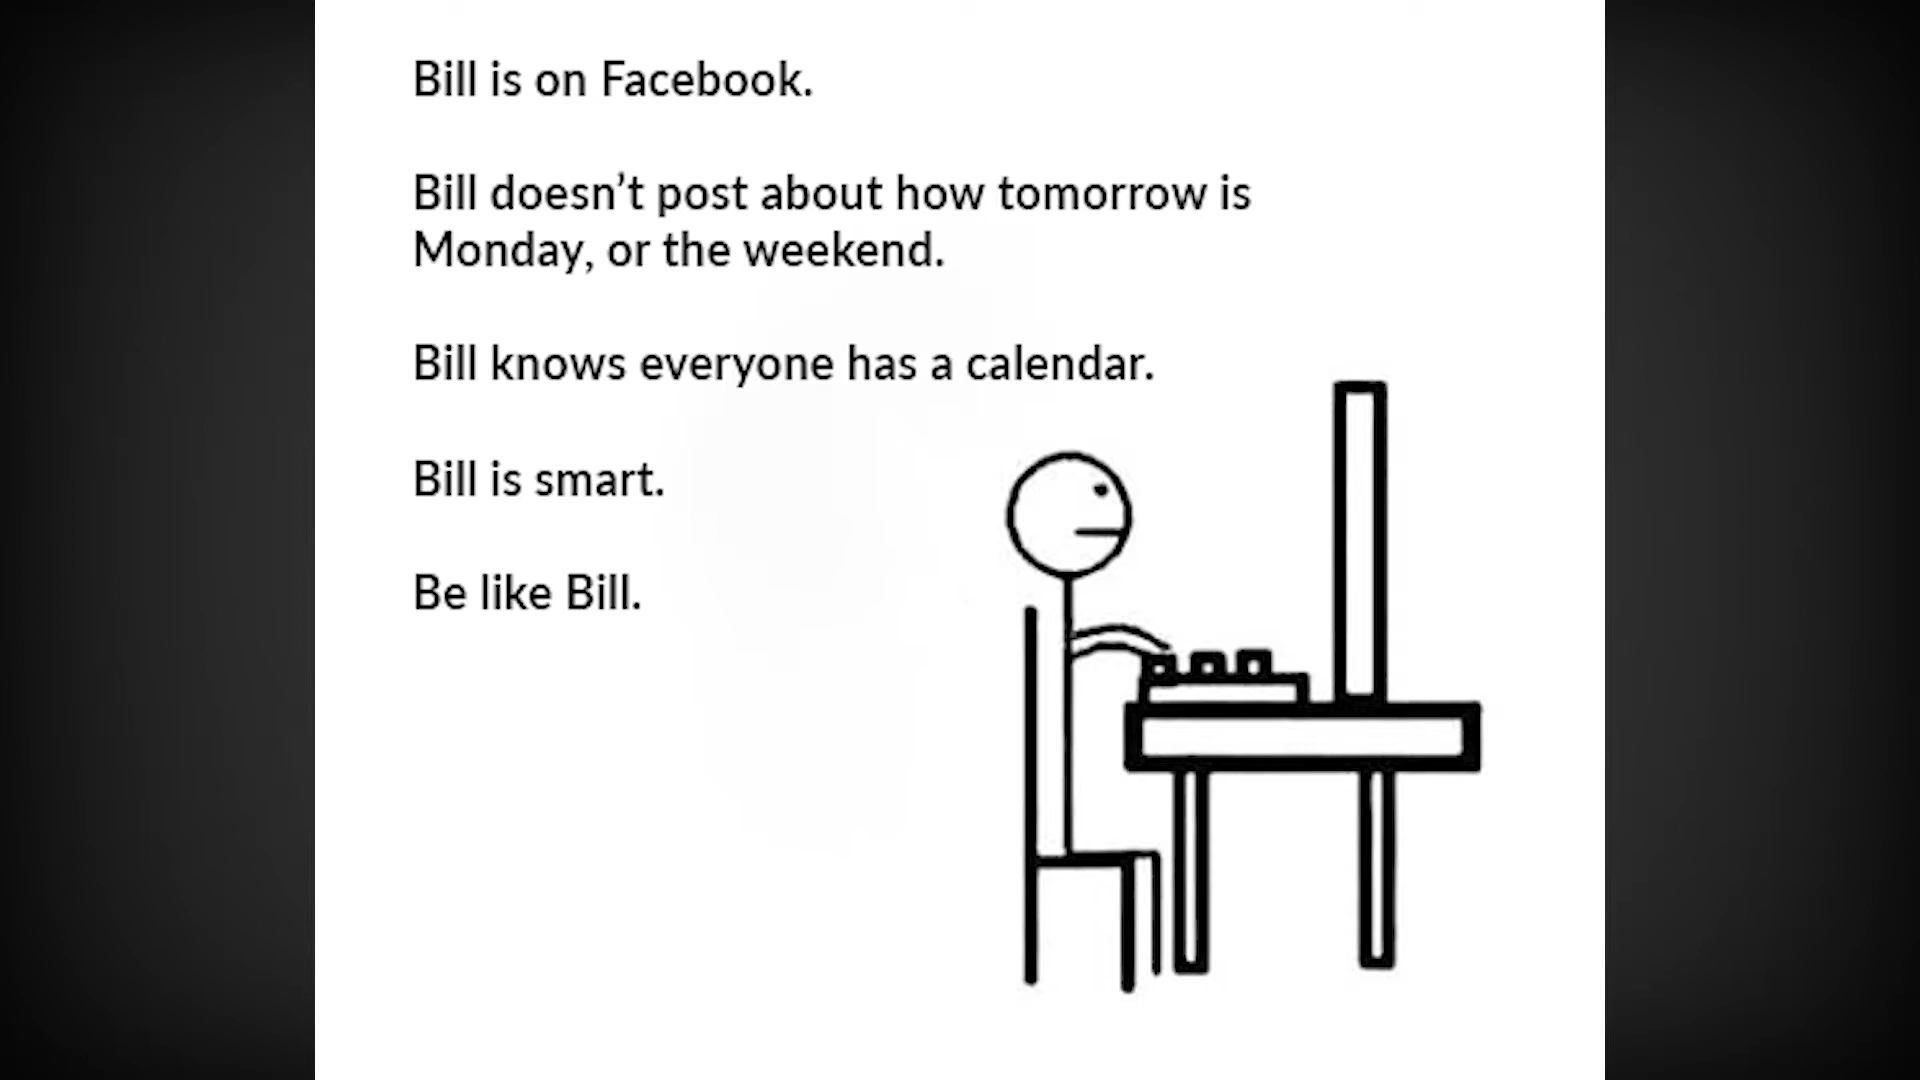 Bill is on Facebook.
Bill doesn’t post about how tomorrow is
Monday, or the weekend.
Bill knows everyone has a calendar.
Bill is smart.
Be like Bill.